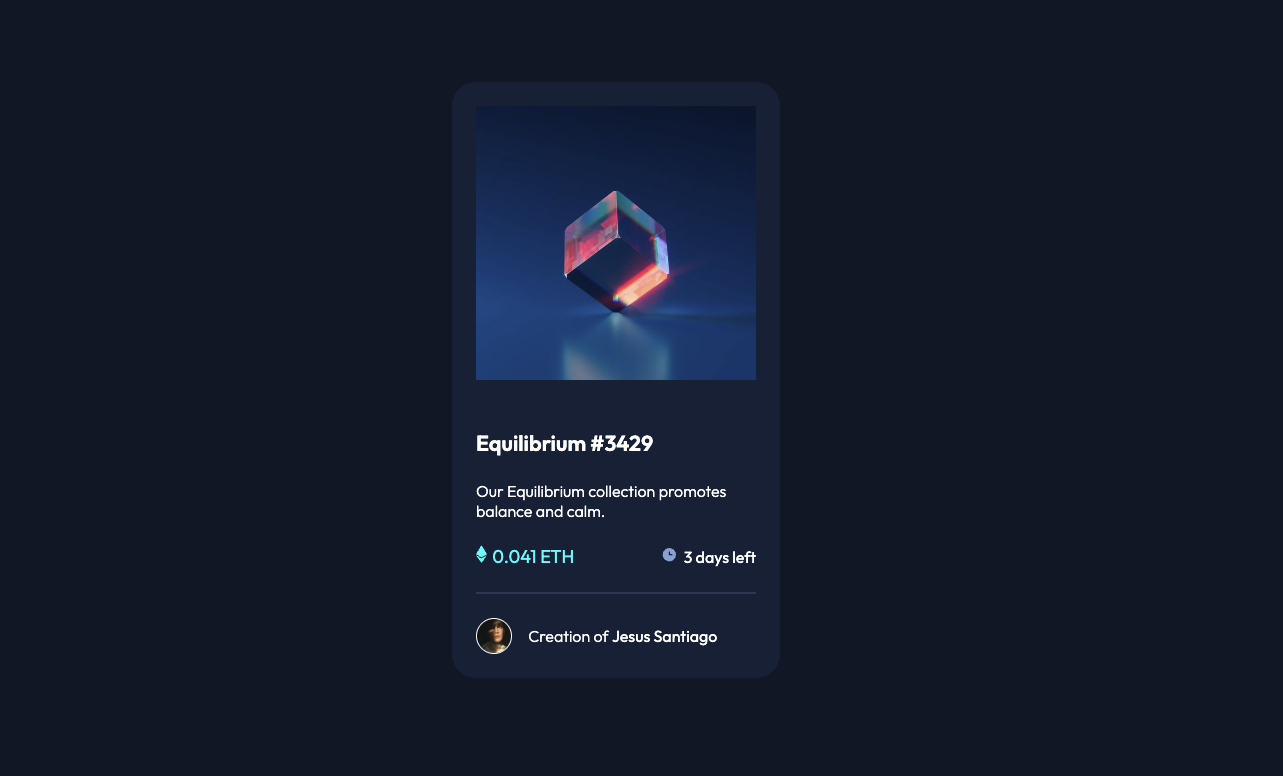 Equilibrium #3429
Our Equilibrium collection promotes
balance and calm.
0.041 ETH
3 days left
Creation of Jesus Santiago